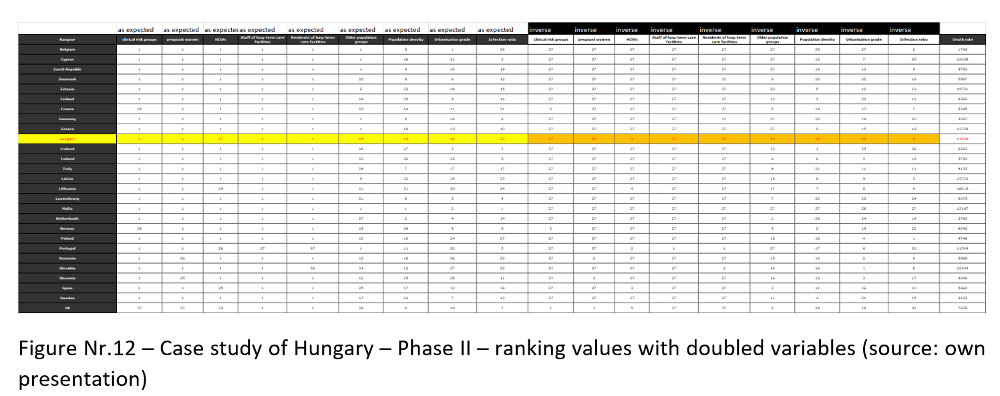 as expected as expected as expected as expected as expected as expected as expected as expected as expected inverse inverse inverse inverse inverse inverse inverse inverse inverse
Rangsor clinical risk groups pregnant women HCWs Staff of long-term care facilities Residents of long-term care facilities Older population groups Population density Urbanisation grade Infection ratio clinical risk groups pregnant women HCWs Staff of long-term care facilities Residents of long-term care facilities Older population groups Population density Urbanisation grade Infection ratio Death rate
Belgium 1 1 1 1 1 1 3 1 26 27 27 27 27 27 27 25 27 2 1766
Cyprus 1 1 1 1 1 1 16 21 3 27 27 27 27 27 27 12 7 25 10038
Czech Republic 1 1 1 1 1 1 9 15 19 27 27 27 27 27 27 19 13 9 9783
Denmark 1 1 1 1 1 20 8 6 12 27 27 27 27 27 8 20 22 16 5987
Estonia 1 1 1 1 1 8 23 18 15 27 27 27 27 27 20 5 10 13 15721
Finland 1 1 1 1 1 18 25 8 16 27 27 27 27 27 10 3 20 12 8260
France 25 1 1 1 1 23 14 11 21 3 27 27 27 27 5 14 17 7 5345
Germany 1 1 1 1 1 1 5 14 8 27 27 27 27 27 27 23 14 20 3097
Greece 1 1 1 1 1 1 19 13 10 27 27 27 27 27 27 9 15 18 12708
Hungary 1 1 27 1 1 15 13 16 23 27 27 1 27 27 13 15 12 5 13358
Iceland 1 1 1 1 1 16 27 3 2 27 27 27 27 27 12 1 25 26 6262
Ireland 1 1 1 1 1 22 20 23 9 27 27 27 27 27 6 8 5 19 5750
Italy 1 1 1 1 1 24 7 17 17 27 27 27 27 27 4 21 11 11 4135
Latvia 1 1 1 1 1 9 22 19 25 27 27 27 27 27 19 6 9 3 15720
Lithuania 1 1 24 1 1 11 21 20 24 27 27 4 27 27 17 7 8 4 16018
Luxembourg 1 1 1 1 1 21 6 5 4 27 27 27 27 27 7 22 23 24 6079
Malta 1 1 1 1 1 1 1 2 1 27 27 27 27 27 27 27 26 27 12167
Netherlands 1 1 1 1 1 27 2 4 14 27 27 27 27 27 1 26 24 14 3760
Norway 26 1 1 1 1 19 26 9 6 2 27 27 27 27 9 2 19 22 6042
Poland 1 1 1 1 1 10 10 24 27 27 27 27 27 27 18 18 4 1 4746
Portugal 1 1 26 27 27 1 11 22 5 27 27 2 1 1 27 17 6 23 11549
Romania 1 26 1 1 1 13 18 26 22 27 2 27 27 27 15 10 2 6 5968
Slovakia 1 1 1 1 26 14 12 27 20 27 27 27 27 2 14 16 1 8 10404
Slovenia 1 25 1 1 1 12 15 25 11 27 3 27 27 27 16 13 3 17 9348
Spain 1 1 25 1 1 25 17 12 18 27 27 3 27 27 3 11 16 10 5860
Sweden 1 1 1 1 1 17 24 7 13 27 27 27 27 27 11 4 21 15 3132
UK 27 27 23 1 1 26 4 10 7 1 1 5 27 27 2 24 18 21 7639
Figure Nr.12 – Case study of Hungary – Phase II – ranking values with doubled variables (source: own
presentation)